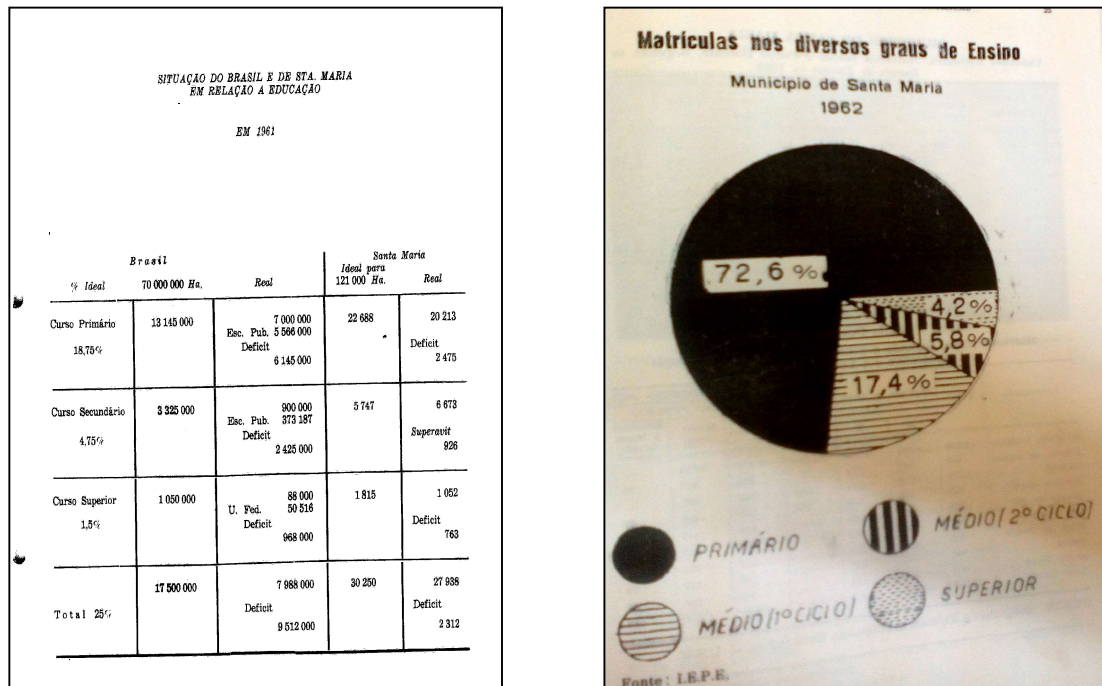 SITUAÇÃO DO BRASIL E DE STA. MARIA
EM RELAÇÃO A EDUCAÇÃO
EM 1961
Brasil Santa Maria
% Ideal 70 000 000 Ha. Real Ideal para 121 000 Ha. Real
Curso Primário 13 145 000 7 000 000 22 688 20 213
Esc. Pub. 5 566 000
18,75% Deficit Deficit
6 145 000 2 475
Curso Secundário 3 325 000 900 000 5 747 6 673
Esc. Pub. 373 187
4,75% Deficit Superavit
2 425 000 926
Curso Superior 1 050 000 88 000 1 815 1 052
U. Fed. 50 516
1,5% Deficit Deficit
968 000 763
17 500 000 7 988 000 30 250 27 938
Total 25% Deficit Deficit
9 512 000 2 312
Matrículas nos diversos graus de Ensino
Municipio de Santa Maria
1962
72,6%
4,2%
5,8%
17,4%
PRIMÁRIO
MÉDIO(2º CICLO)
MÉDIO(1º CICLO)
SUPERIOR
Fonte: I.E.P.E.